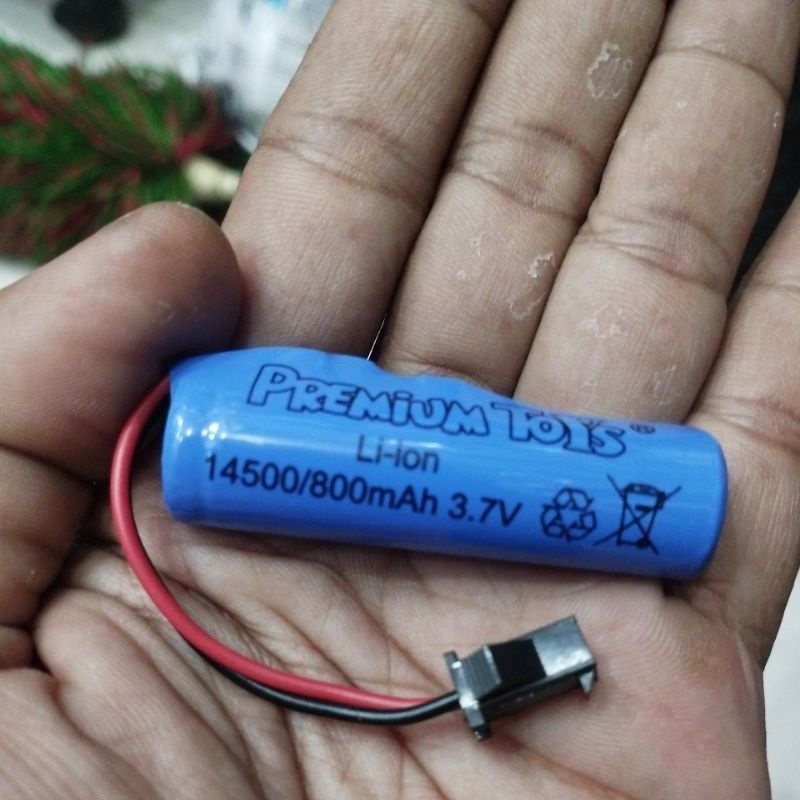 PREMiUM TOYS®
Li-ion
14500/800mAh 3.7V